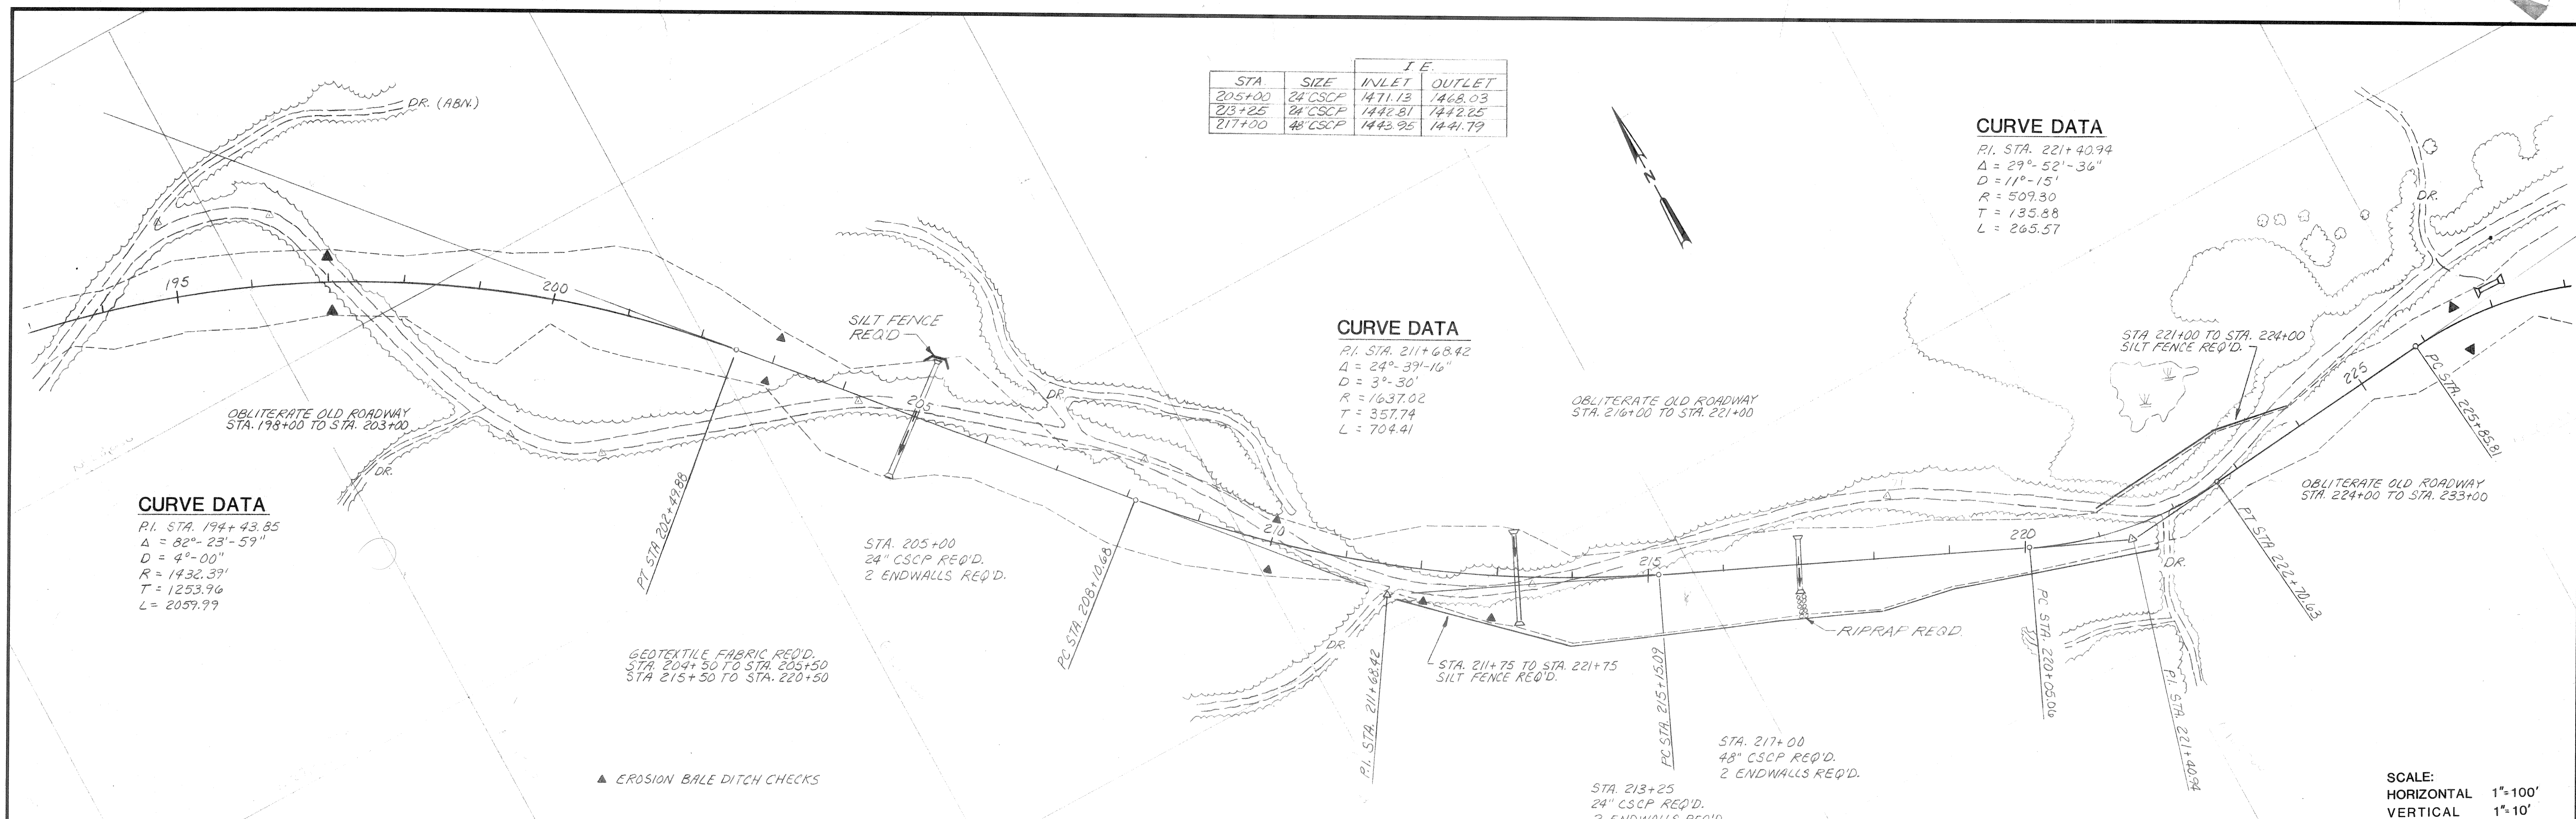 I.E.
STA. SIZE INLET OUTLET
205+00 24"CSCP 1471.13 1468.03
213+25 24"CSCP 1442.81 1442.25
217+00 48"CSCP 1443.95 1441.79
DR. (ABN.)
N
CURVE DATA
P.I. STA. 221+40.94
Δ = 29°-52'-36"
D = 11°-15'
R = 509.30
T = 135.88
L = 265.57
DR.
195
200
SILT FENCE
REQ'D
205
DR.
CURVE DATA
P.I. STA. 211+68.42
Δ = 24°-39'-16"
D = 3°-30'
R = 1637.02
T = 357.74
L = 704.41
OBLITERATE OLD ROADWAY
STA. 216+00 TO STA. 221+00
STA. 221+00 TO STA. 224+00
SILT FENCE REQ'D.
225
PC STA. 225+85.81
OBLITERATE OLD ROADWAY
STA. 198+00 TO STA. 203+00
DR.
OBLITERATE OLD ROADWAY
STA. 224+00 TO STA. 233+00
CURVE DATA
P.I. STA. 194+43.85
Δ = 82°-23'-59"
D = 4°-00"
R = 1432.39'
T = 1253.96
L = 2059.99
PT STA 202+49.88
STA. 205+00
24" CSCP REQ'D.
2 ENDWALLS REQ'D.
PC STA. 208+10.68
210
215
220
PT STA 222+70.63
DR.
DR.
RIPRAP REQD.
GEOTEXTILE FABRIC REQ'D.
STA. 204+50 TO STA. 205+50
STA 215+50 TO STA. 220+50
STA. 211+75 TO STA. 221+75
SILT FENCE REQ'D.
P.I. STA. 211+68.42
PC STA. 215+15.09
PC STA. 220+05.06
P.I. STA. 221+40.94
STA. 217+00
48" CSCP REQ'D.
2 ENDWALLS REQ'D.
▲ EROSION BALE DITCH CHECKS
STA. 213+25
24" CSCP REQ'D.
2 ENDWALLS REQ'D.
SCALE:
HORIZONTAL 1"=100'
VERTICAL 1"=10'